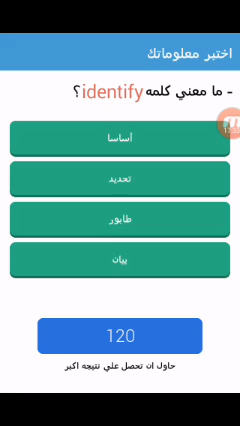 اختبر معلوماتك
- ما معني كلمه identify؟
أساسا
تحديد
طابور
بيان
120
حاول ان تحصل علي نتيجه اكبر